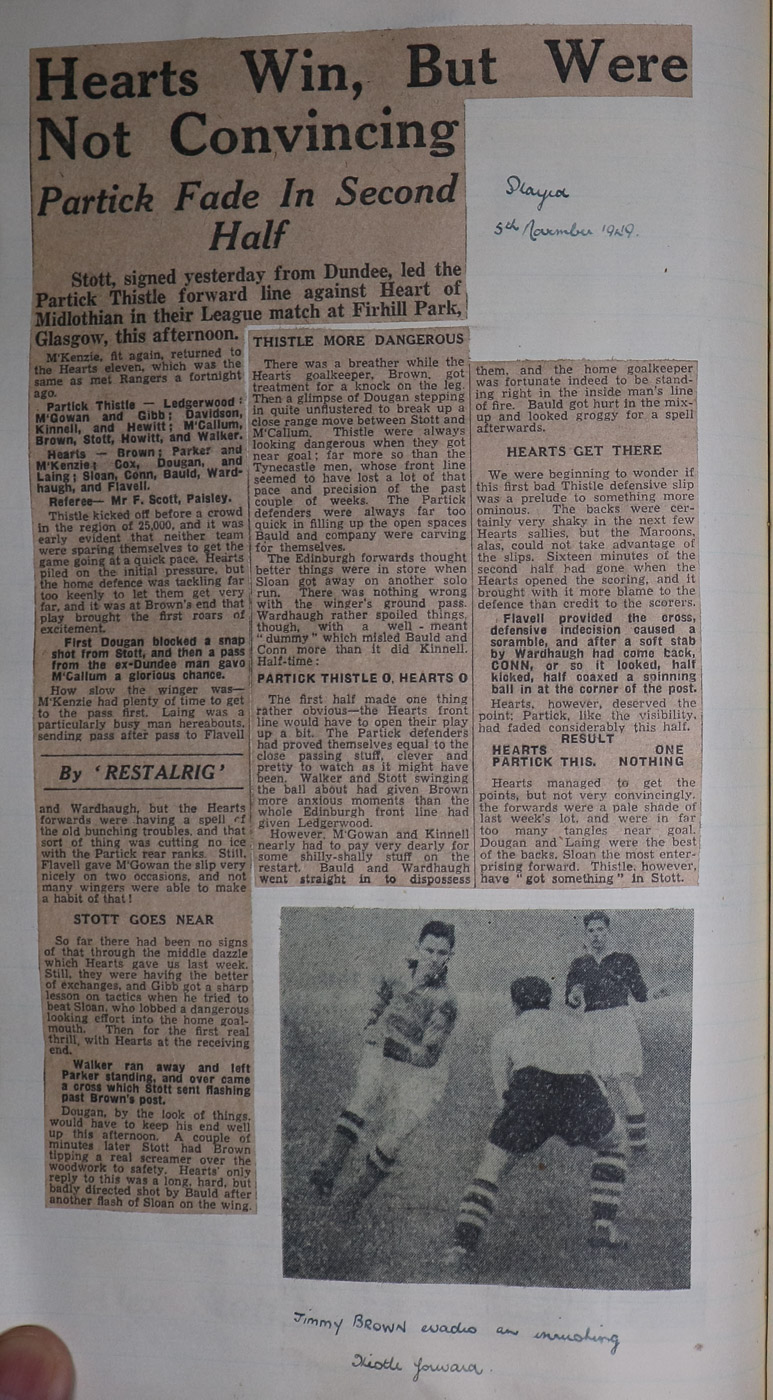 Hearts Win, But Were
Not Convincing
Partick Fade In Second
Half
Played
5th November 1949.
Stott, signed yesterday from Dundee, led the
Partick Thistle forward line against Heart of
Midlothian in their League match at Firhill Park,
Glasgow, this afternoon.
M'Kenzie, fit again, returned to
the Hearts eleven, which was the
same as met Rangers a fortnight
ago.
Partick Thistle — Ledgerwood;
M'Gowan and Gibb; Davidson,
Kinnell, and Hewitt; M'Callum,
Brown, Stott, Howitt, and Walker.
Hearts — Brown; Parker and
M'Kenzie; Cox, Dougan, and
Laing; Sloan, Conn, Bauld, Ward-
haugh, and Flavell.
Referee— Mr F. Scott, Paisley.
Thistle kicked off before a crowd
in the region of 25,000, and it was
early evident that neither team
were sparing themselves to get the
game going at a quick pace. Hearts
piled on the initial pressure, but
the home defence was tackling far
too keenly to let them get very
far, and it was at Brown's end that
play brought the first roars of
excitement.
First Dougan blocked a snap
shot from Stott, and then a pass
from the ex-Dundee man gave
M'Callum a glorious chance.
How slow the winger was—
M'Kenzie had plenty of time to get
to the pass first. Laing was a
particularly busy man hereabouts,
sending pass after pass to Flavell
By 'RESTALRIG'
and Wardhaugh, but the Hearts
forwards were having a spell of
the old bunching troubles, and that
sort of thing was cutting no ice
with the Partick rear ranks. Still,
Flavell gave M'Gowan the slip very
nicely on two occasions, and not
many wingers were able to make
a habit of that!
STOTT GOES NEAR
So far there had been no signs
of that through the middle dazzle
which Hearts gave us last week.
Still, they were having the better
of exchanges, and Gibb got a sharp
lesson on tactics when he tried to
beat Sloan, who lobbed a dangerous
looking effort into the home goal-
mouth. Then for the first real
thrill, with Hearts at the receiving
end.
Walker ran away and left
Parker standing, and over came
a cross which Stott sent flashing
past Brown's post.
Dougan, by the look of things,
would have to keep his end well
up this afternoon. A couple of
minutes later Stott had Brown
tipping a real screamer over the
woodwork to safety. Hearts' only
reply to this was a long, hard, but
badly directed shot by Bauld after
another flash of Sloan on the wing.
THISTLE MORE DANGEROUS
There was a breather while the
Hearts goalkeeper, Brown, got
treatment for a knock on the leg.
Then a glimpse of Dougan stepping
in quite unflustered to break up a
close range move between Stott and
M'Callum. Thistle were always
looking dangerous when they got
near goal; far more so than the
Tynecastle men, whose front line
seemed to have lost a lot of that
pace and precision of the past
couple of weeks. The Partick
defenders were always far too
quick in filling up the open spaces
Bauld and company were carving
for themselves.
The Edinburgh forwards thought
better things were in store when
Sloan got away on another solo
run. There was nothing wrong
with the winger's ground pass.
Wardhaugh rather spoiled things,
though, with a well - meant
"dummy" which misled Bauld and
Conn more than it did Kinnell.
Half-time:
PARTICK THISTLE 0, HEARTS 0
The first half made one thing
rather obvious—the Hearts front
line would have to open their play
up a bit. The Partick defenders
had proved themselves equal to the
close passing stuff, clever and
pretty to watch as it might have
been. Walker and Stott swinging
the ball about had given Brown
more anxious moments than the
whole Edinburgh front line had
given Ledgerwood.
However, M'Gowan and Kinnell
nearly had to pay very dearly for
some shilly-shally stuff on the
restart. Bauld and Wardhaugh
went straight in to dispossess
them, and the home goalkeeper
was fortunate indeed to be stand-
ing right in the inside man's line
of fire. Bauld got hurt in the mix-
up and looked groggy for a spell
afterwards.
HEARTS GET THERE
We were beginning to wonder if
this first bad Thistle defensive slip
was a prelude to something more
ominous. The backs were cer-
tainly very shaky in the next few
Hearts sallies, but the Maroons,
alas, could not take advantage of
the slips. Sixteen minutes of the
second half had gone when the
Hearts opened the scoring, and it
brought with it more blame to the
defence than credit to the scorers.
Flavell provided the cross,
defensive indecision caused a
scramble, and after a soft stab
by Wardhaugh had come back,
CONN, or so it looked, half
kicked, half coaxed a spinning
ball in at the corner of the post.
Hearts, however, deserved the
point; Partick, like the visibility,
had faded considerably this half.
RESULT
HEARTS ONE
PARTICK THIS. NOTHING
Hearts managed to get the
points, but not very convincingly.
the forwards were a pale shade of
last week's lot, and were in far
too many tangles near goal.
Dougan and Laing were the best
of the backs, Sloan the most enter-
prising forward. Thistle, however,
have "got something" in Stott.
Jimmy BROWN evades an inrushing
Thistle forward.